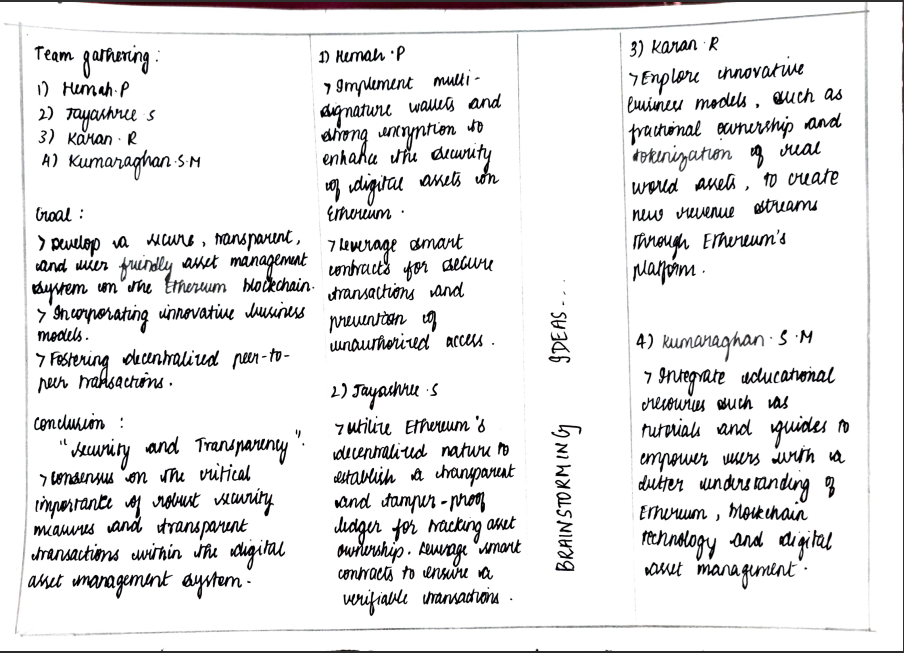 Team gathering :
1) Hemah.P
2) Jayashree.S
3) Karan.R
4) Kumaraghan.S.M
Goal :
> Develop a secure, transparent,
and user friendly asset management
system on the Ethereum blockchain.
> Incorporating innovative business
models.
> Fostering decentralized peer-to-
peer transactions.
Conclusion :
"Security and Transparency".
> consensus on the critical
importance of robust security
measures and transparent
transactions within the digital
asset management system.
1) Hemah.P
> Implement multi-
signature wallets and
strong encryption to
enhance the security
of digital assets on
Ethereum.
> Leverage smart
contracts for secure
transactions and
prevention of
unauthorized access.
2) Jayashree.S
> utilize Ethereum's
decentralized nature to
establish a transparent
and tamper-proof
ledger for tracking asset
ownership. Leverage smart
contracts to ensure a
verifiable transactions.
BRAINSTORMING IDEAS...
3) Karan.R
> Explore innovative
business models, such as
fractional ownership and
tokenization of real
world assets, to create
new revenue streams
through Ethereum's
platform.
4) Kumaraghan.S.M
> Integrate educational
resources such as
tutorials and guides to
empower users with a
better understanding of
Ethereum, blockchain
technology and digital
asset management.